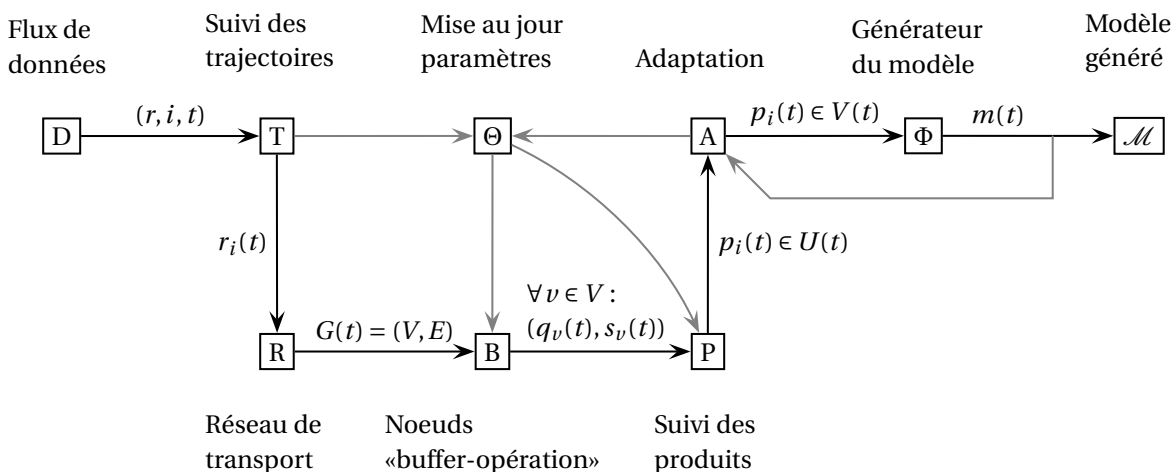 Flux de
données
Suivi des
trajectoires
Mise au jour
paramètres
Adaptation
Générateur
du modèle
Modèle
généré
D
(r, i, t)
T
Θ
A
p_i(t) ∈ V(t)
Φ
m(t)
ℳ
r_i(t)
p_i(t) ∈ U(t)
R
G(t) = (V, E)
B
∀ v ∈ V :
(q_v(t), s_v(t))
P
Réseau de
transport
Noeuds
«buffer-opération»
Suivi des
produits